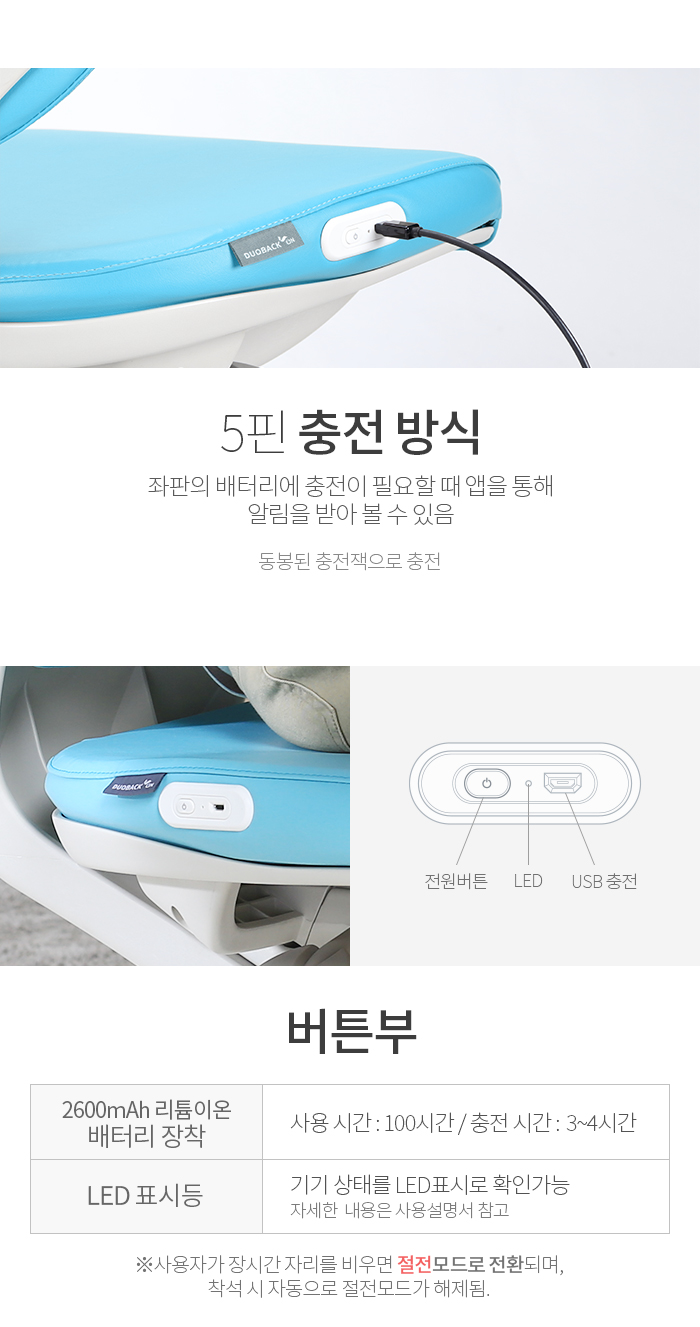 DUOBACK ON
5핀 충전 방식
좌판의 배터리에 충전이 필요할 때 앱을 통해
알림을 받아 볼 수 있음
동봉된 충전잭으로 충전
DUOBACK ON
전원버튼 LED USB 충전
버튼부
2600mAh 리튬이온
배터리 장착
사용 시간 : 100시간 / 충전 시간 : 3~4시간
LED 표시등
기기 상태를 LED표시로 확인가능
자세한 내용은 사용설명서 참고
※사용자가 장시간 자리를 비우면 절전모드로 전환되며,
착석 시 자동으로 절전모드가 해제됨.